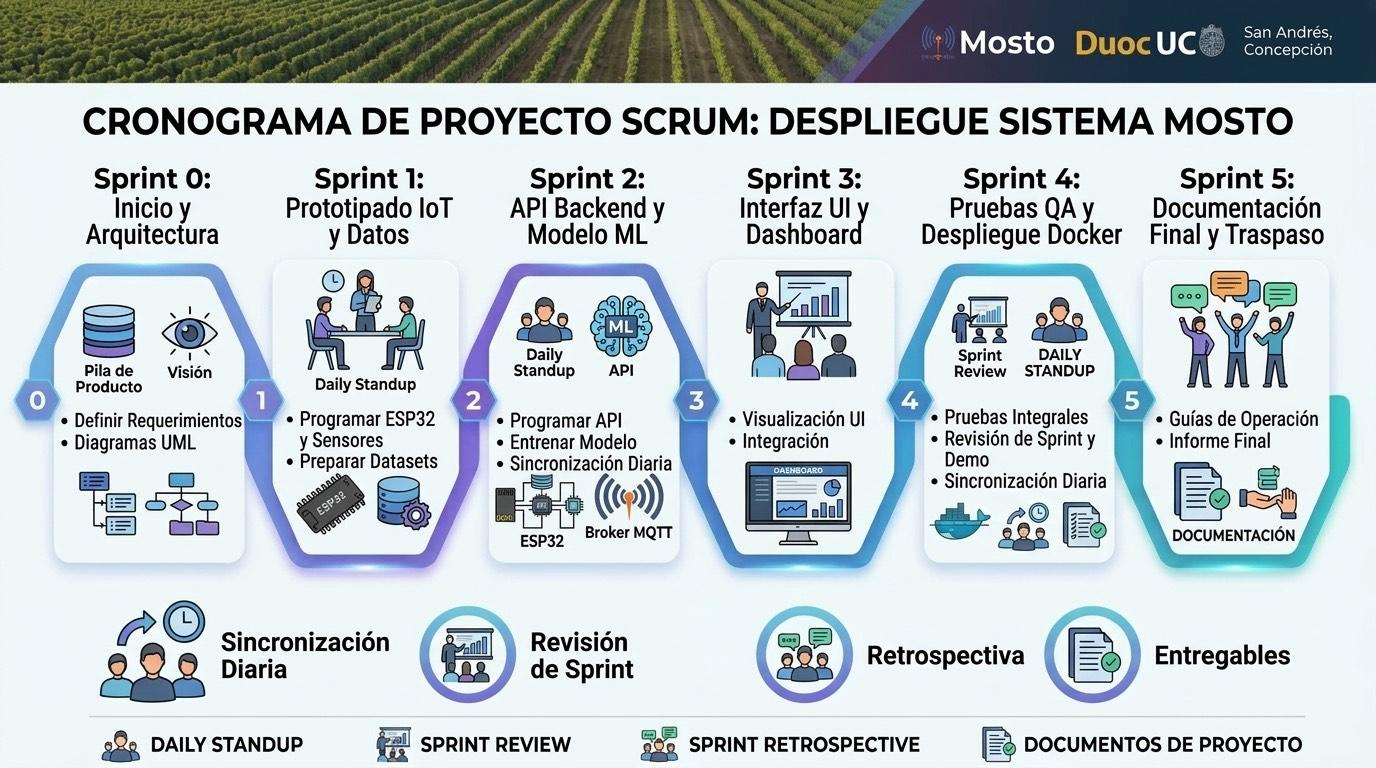 Mosto
Duoc UC
San Andrés,
Concepción
CRONOGRAMA DE PROYECTO SCRUM: DESPLIEGUE SISTEMA MOSTO
Sprint 0:
Inicio y
Arquitectura
0
Pila de
Producto
Visión
• Definir Requerimientos
• Diagramas UML
Sprint 1:
Prototipado IoT
y Datos
1
Daily Standup
• Programar ESP32
y Sensores
• Preparar Datasets
ESP32
Sprint 2:
API Backend y
Modelo ML
2
Daily
Standup
ML
API
• Programar API
• Entrenar Modelo
• Sincronización Diaria
ESP32
Broker MQTT
Sprint 3:
Interfaz UI y
Dashboard
3
• Visualización UI
• Integración
Sprint 4:
Pruebas QA y
Despliegue Docker
4
Sprint
Review
DAILY
STANDUP
• Pruebas Integrales
• Revisión de Sprint y
Demo
• Sincronización Diaria
Sprint 5:
Documentación
Final y Traspaso
5
• Guías de Operación
• Informe Final
DOCUMENTACIÓN
Sincronización
Diaria
Revisión
de Sprint
Retrospectiva
Entregables
DAILY STANDUP
SPRINT REVIEW
SPRINT RETROSPECTIVE
DOCUMENTOS DE PROYECTO